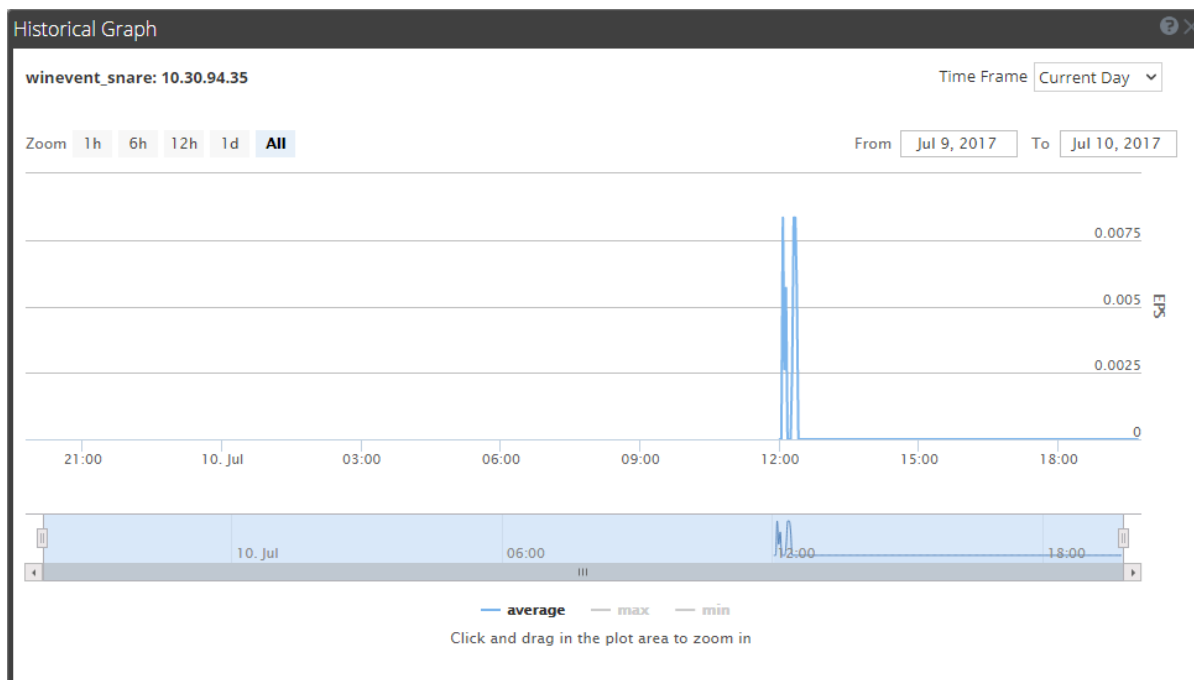 Historical Graph
winevent_snare: 10.30.94.35
Time Frame Current Day
Zoom 1h 6h 12h 1d All
From Jul 9, 2017 To Jul 10, 2017
0.0075
0.005
EPS
0.0025
0
21:00 10. Jul 03:00 06:00 09:00 12:00 15:00 18:00
10. Jul 06:00 12:00 18:00
average max min
Click and drag in the plot area to zoom in